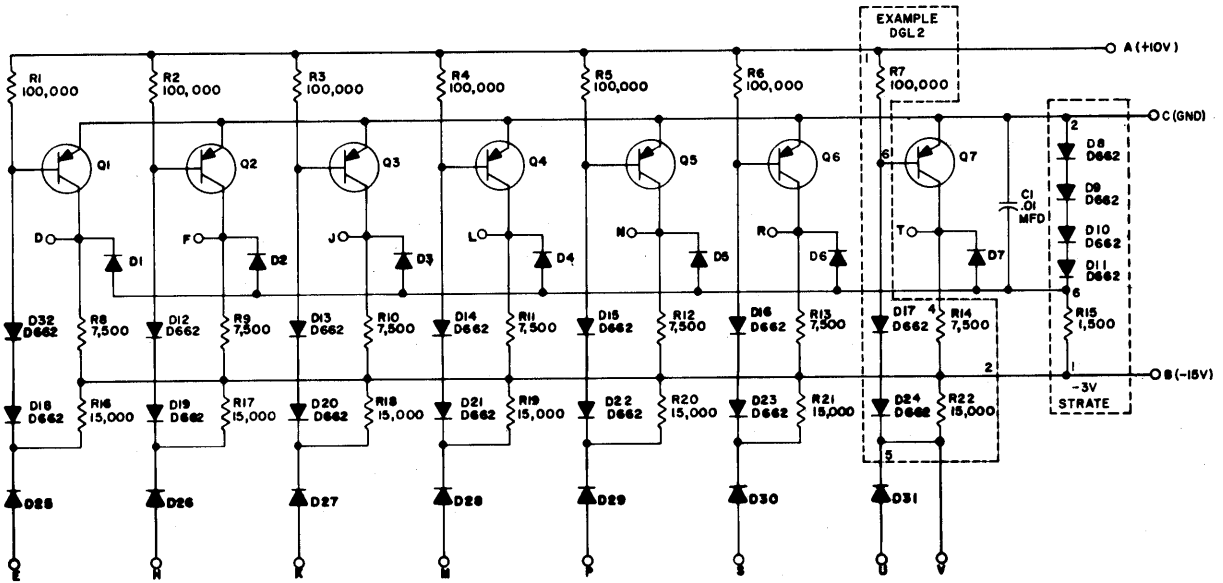 EXAMPLE
DGL2
A (+10V)
R1
100,000
R2
100,000
R3
100,000
R4
100,000
R5
100,000
R6
100,000
1
R7
100,000
C (GND)
2
Q1
Q2
Q3
Q4
Q5
Q6
6
Q7
C1
.01
MFD
D8
D662
D9
D662
D10
D662
D11
D662
D
D1
F
D2
J
D3
L
D4
N
D5
R
D6
T
D7
6
D32
D662
R8
7,500
D12
D662
R9
7,500
D13
D662
R10
7,500
D14
D662
R11
7,500
D15
D662
R12
7,500
D16
D662
R13
7,500
D17
D662
4
R14
7,500
R15
1,500
2
1
B (-15V)
-3V
STRATE
D18
D662
R16
15,000
D19
D662
R17
15,000
D20
D662
R18
15,000
D21
D662
R19
15,000
D22
D662
R20
15,000
D23
D662
R21
15,000
D24
D662
R22
15,000
5
D25
D26
D27
D28
D29
D30
D31
E
H
K
M
P
S
U
V